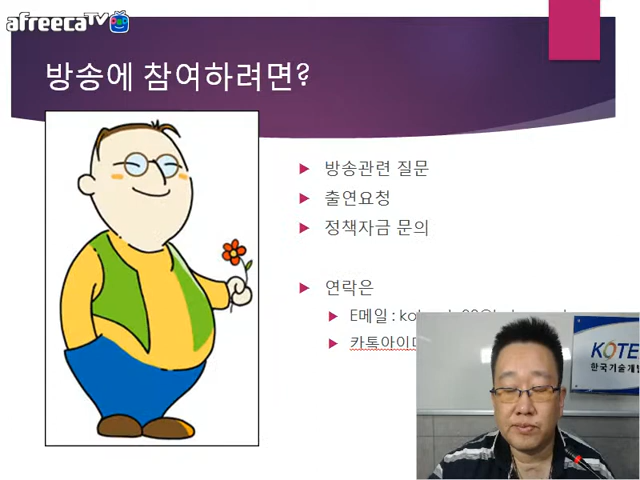 afreecaTV
방송에 참여하려면?
방송관련 질문
출연요청
정책자금 문의
연락은
E메일 :
카톡아이디
KOTE
한국기술개발